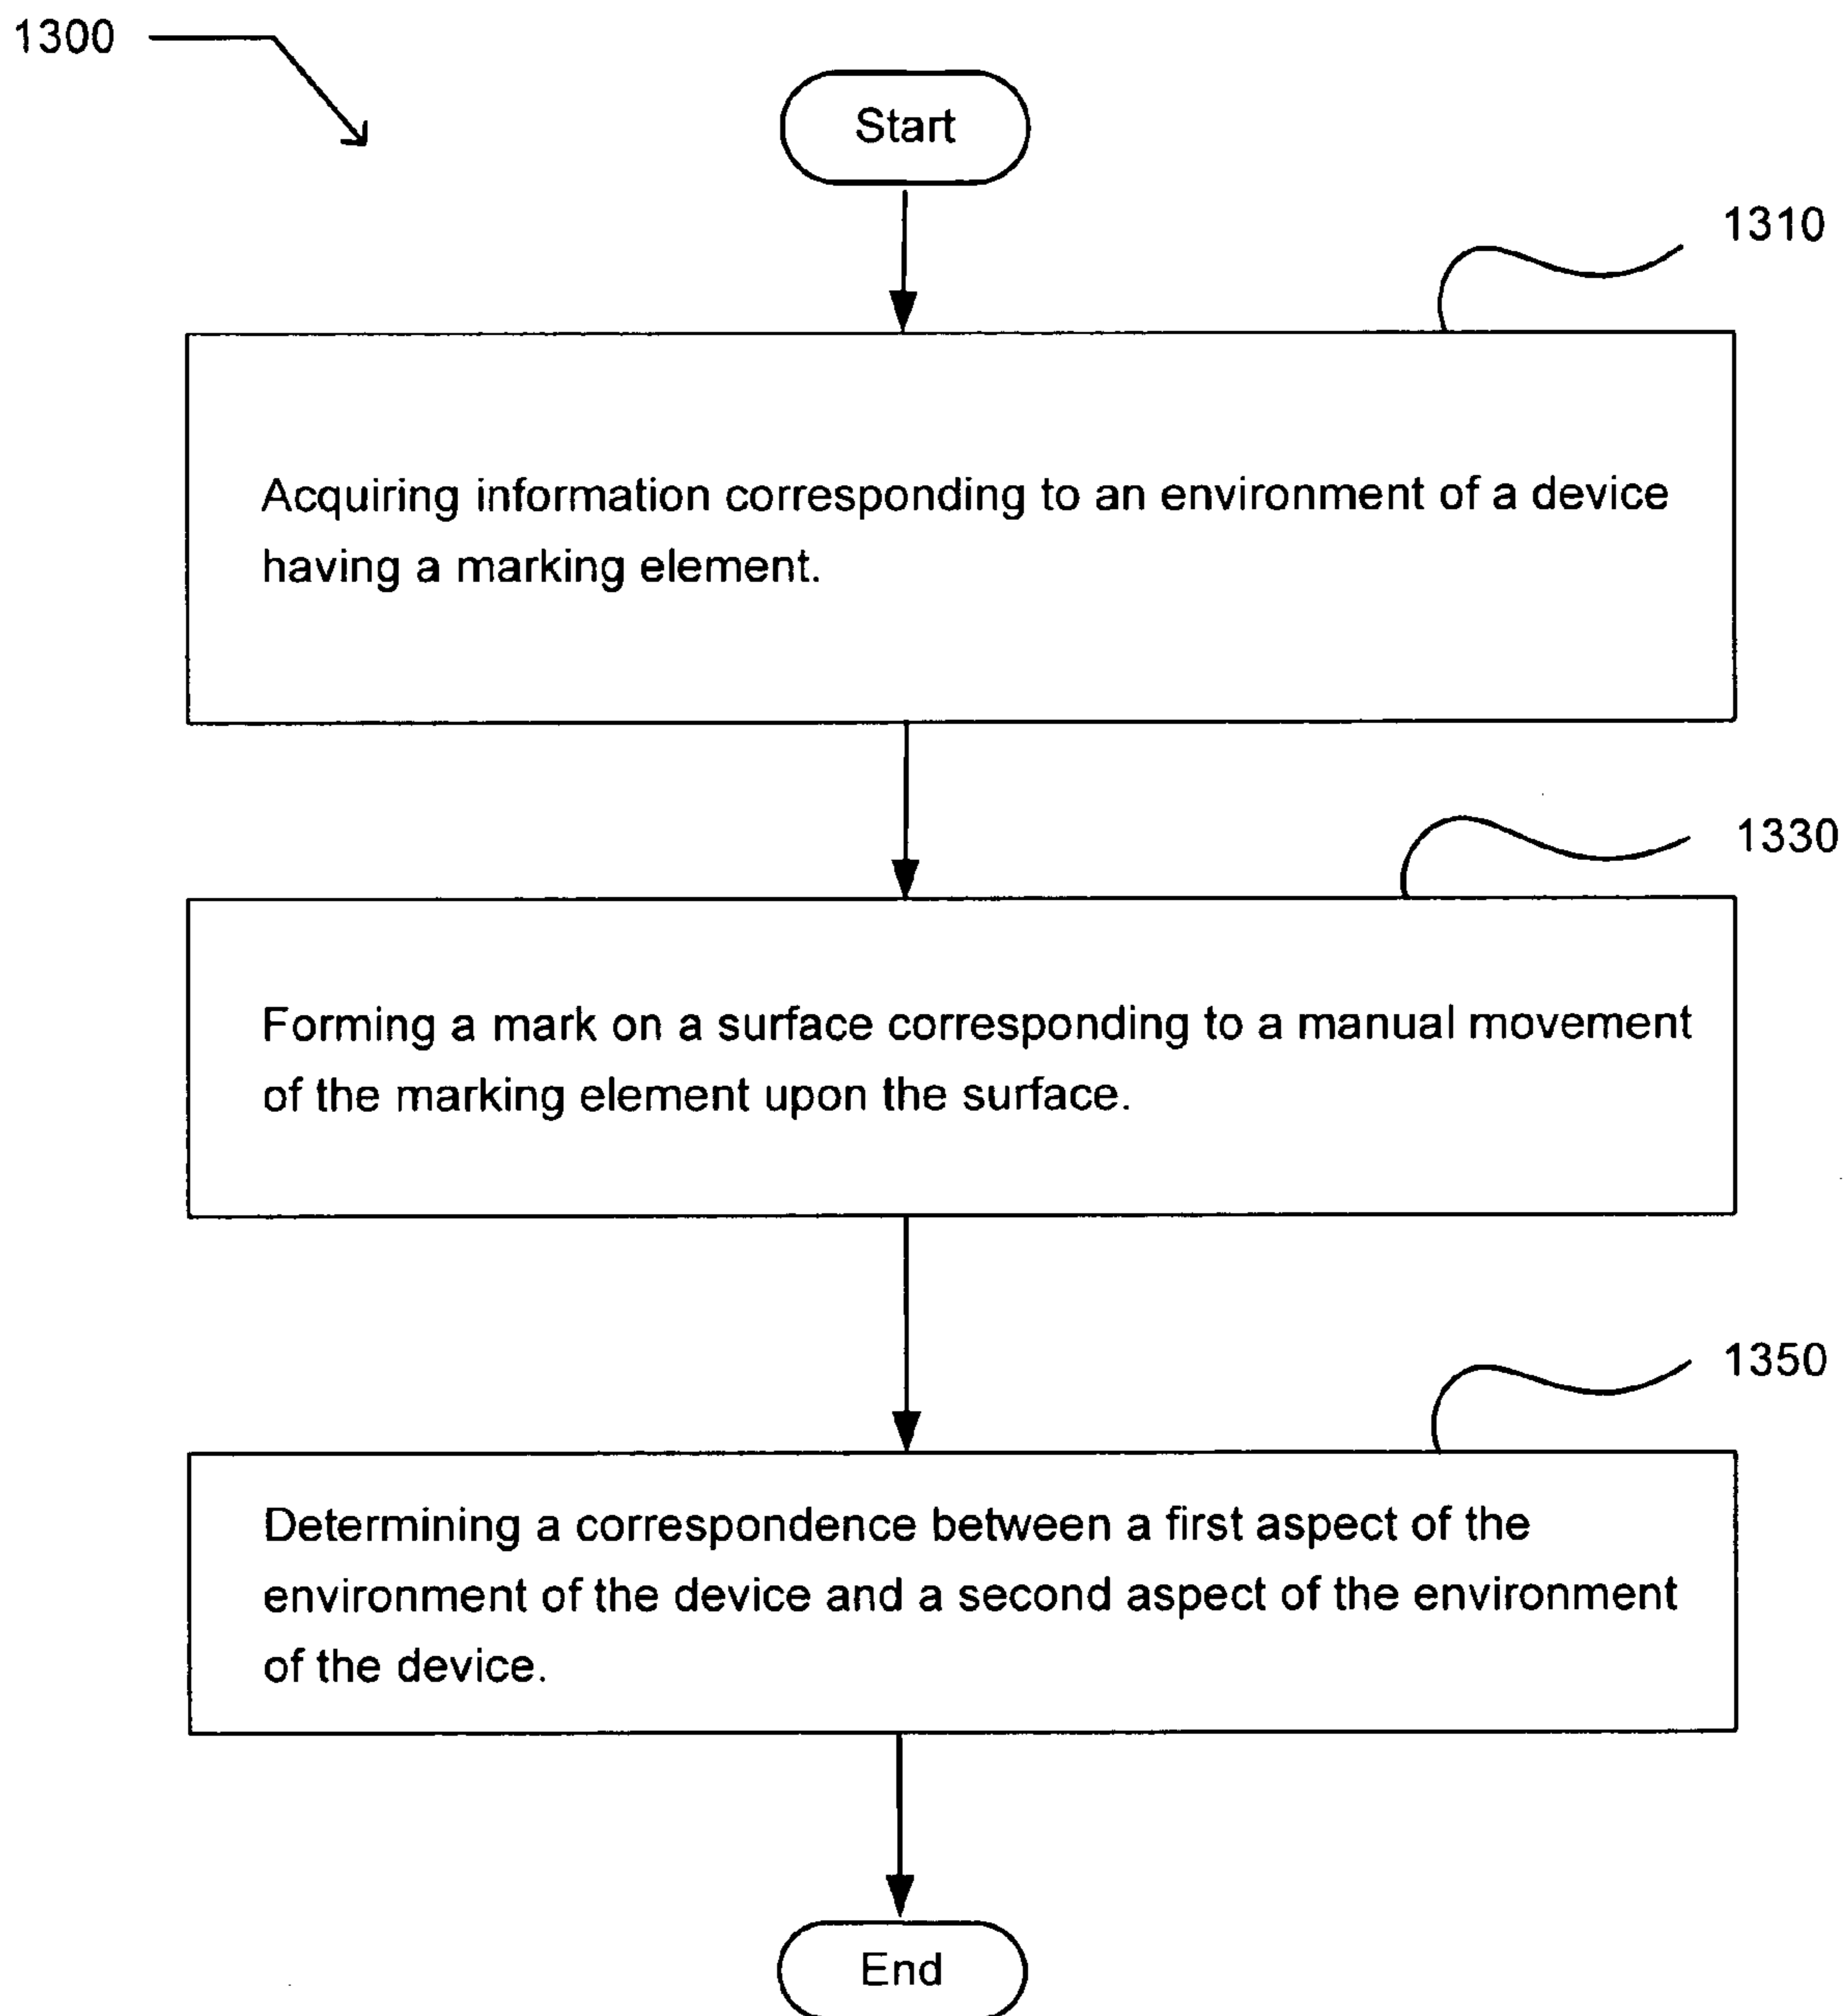 1300
Start
1310
Acquiring information corresponding to an environment of a device
having a marking element.
1330
Forming a mark on a surface corresponding to a manual movement
of the marking element upon the surface.
1350
Determining a correspondence between a first aspect of the
environment of the device and a second aspect of the environment
of the device.
End